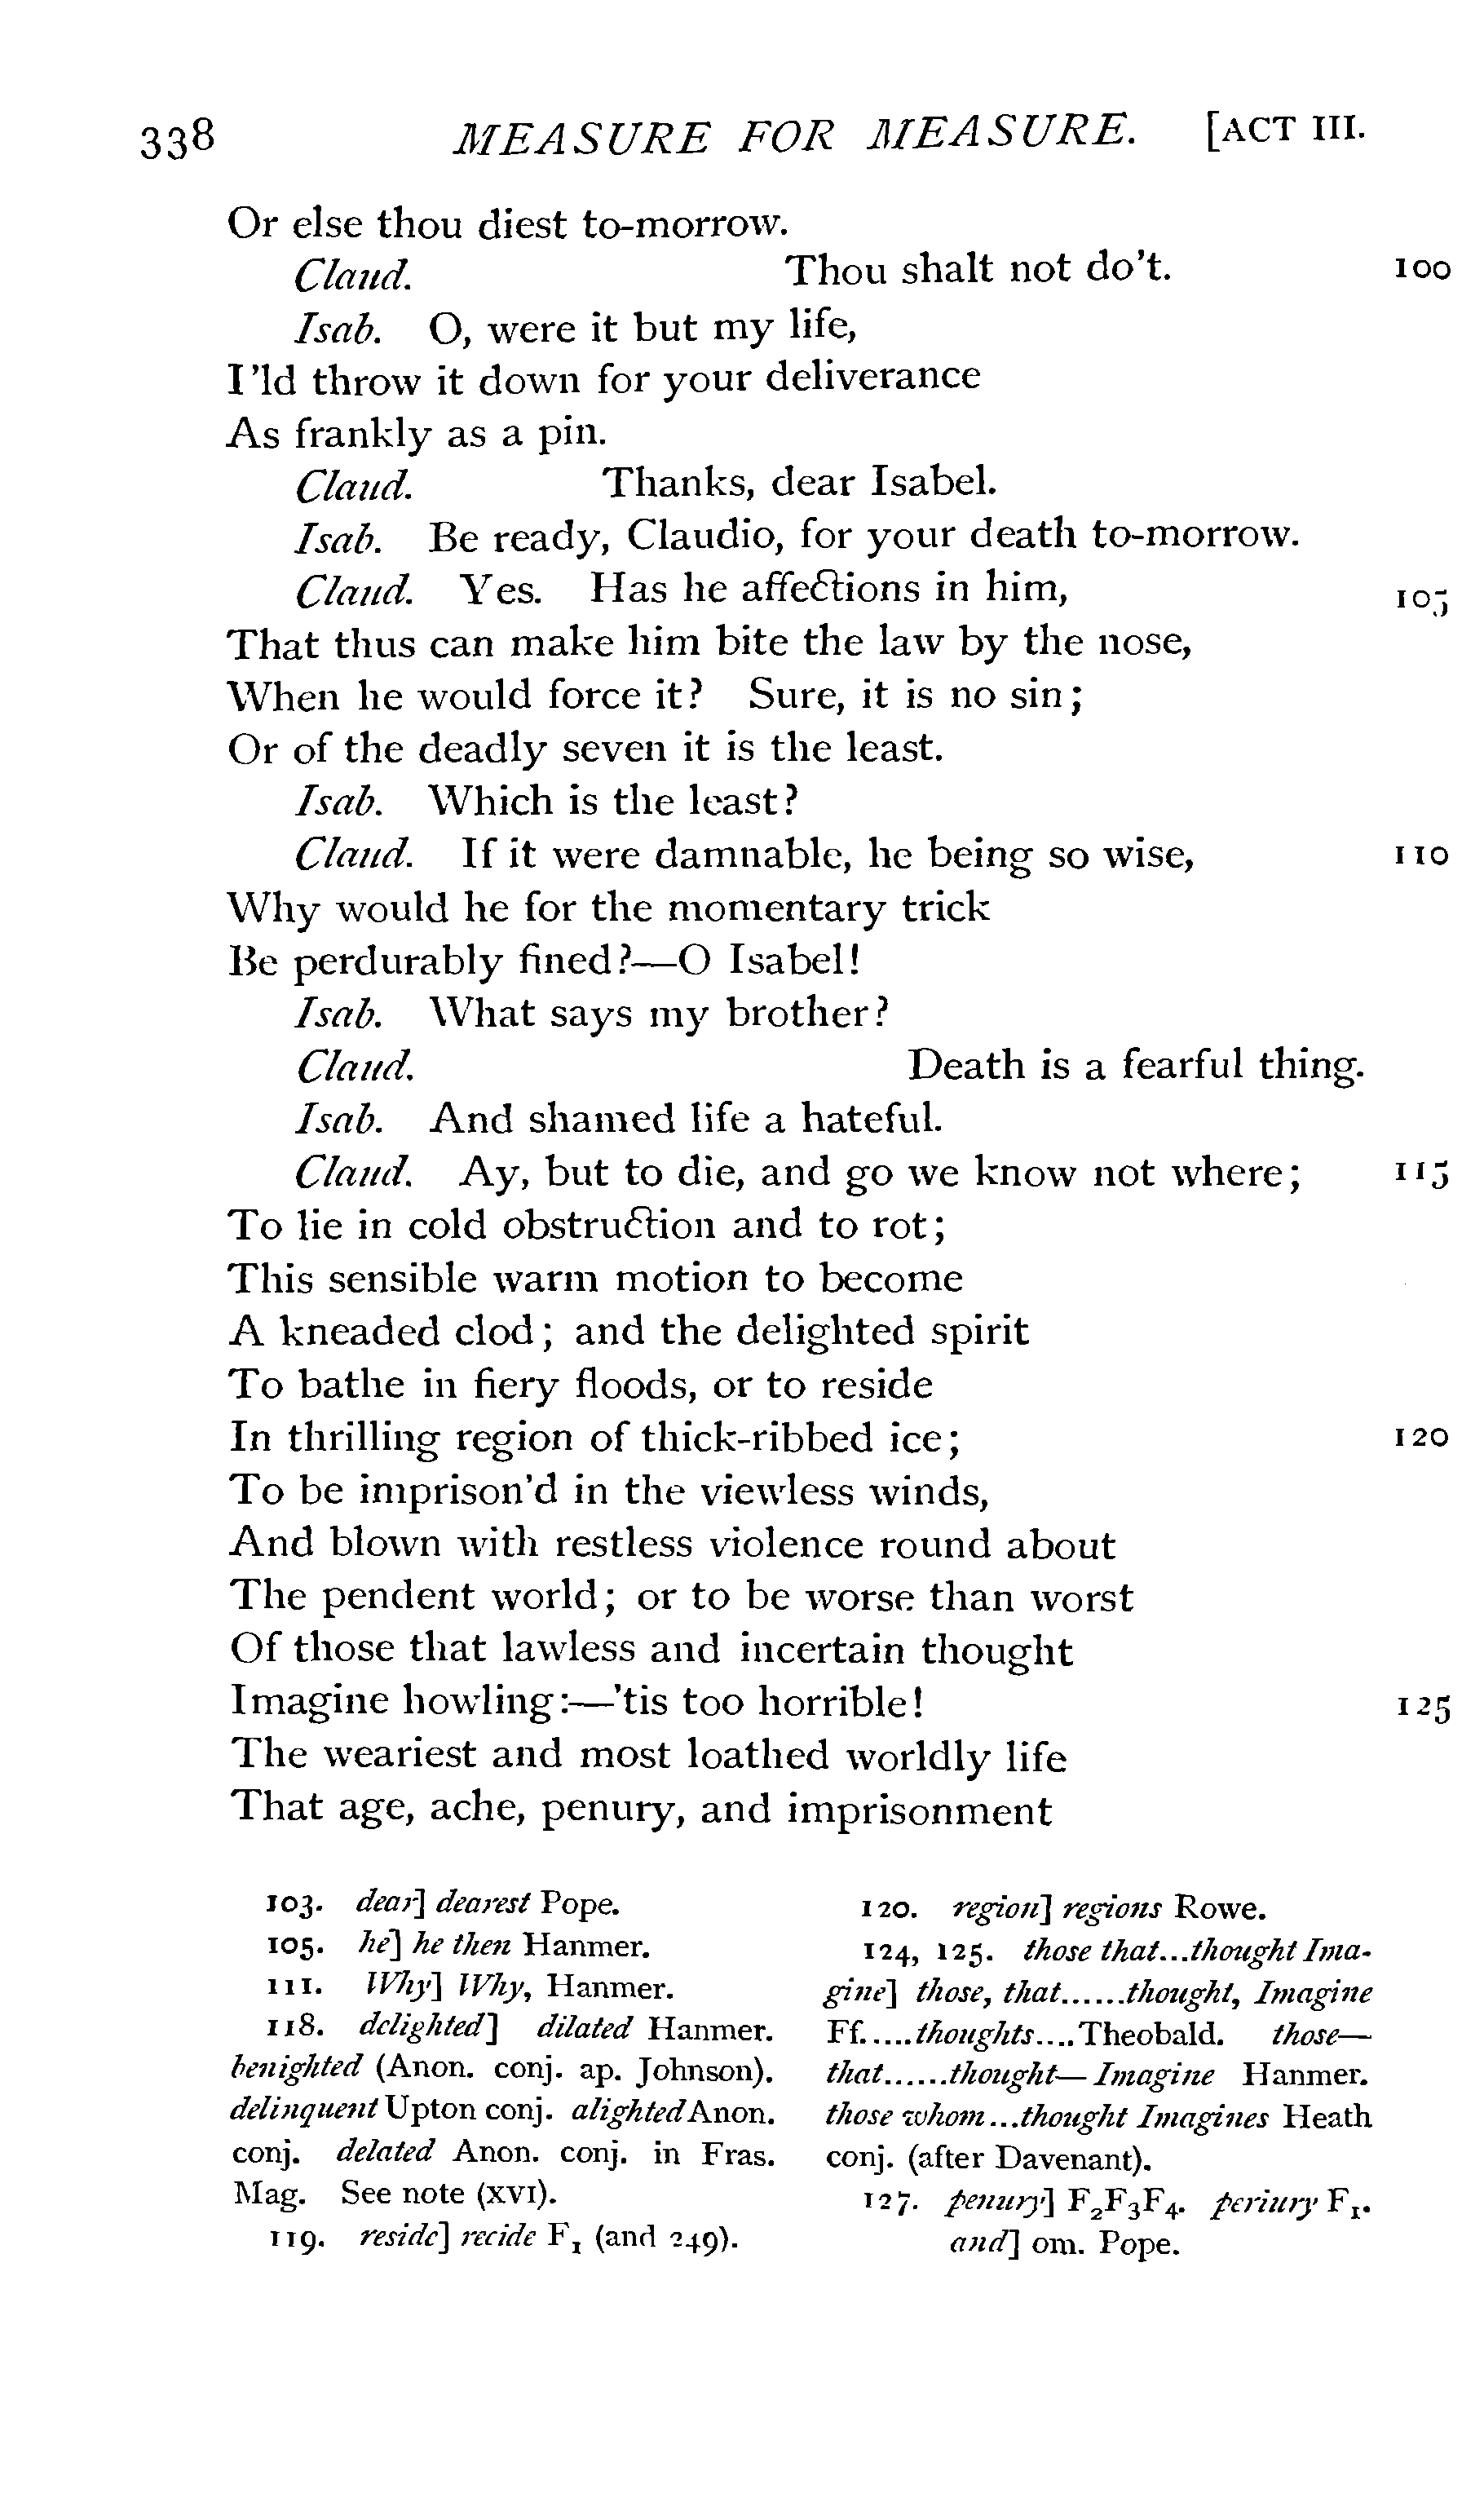 338 MEASURE FOR MEASURE. [ACT III.
Or else thou diest to-morrow.
Claud. Thou shalt not do't. 100
Isab. O, were it but my life,
I'ld throw it down for your deliverance
As frankly as a pin.
Claud. Thanks, dear Isabel.
Isab. Be ready, Claudio, for your death to-morrow.
Claud. Yes. Has he affections in him, 105
That thus can make him bite the law by the nose,
When he would force it? Sure, it is no sin;
Or of the deadly seven it is the least.
Isab. Which is the least?
Claud. If it were damnable, he being so wise, 110
Why would he for the momentary trick
Be perdurably fined?—O Isabel!
Isab. What says my brother?
Claud. Death is a fearful thing.
Isab. And shamed life a hateful.
Claud. Ay, but to die, and go we know not where; 115
To lie in cold obstruction and to rot;
This sensible warm motion to become
A kneaded clod; and the delighted spirit
To bathe in fiery floods, or to reside
In thrilling region of thick-ribbed ice; 120
To be imprison'd in the viewless winds,
And blown with restless violence round about
The pendent world; or to be worse than worst
Of those that lawless and incertain thought
Imagine howling:—'tis too horrible! 125
The weariest and most loathed worldly life
That age, ache, penury, and imprisonment
103. dear] dearest Pope.
105. he] he then Hanmer.
111. Why] Why, Hanmer.
118. delighted] dilated Hanmer.
benighted (Anon. conj. ap. Johnson).
delinquent Upton conj. alighted Anon.
conj. delated Anon. conj. in Fras.
Mag. See note (XVI).
119. reside] recide F1 (and 249).
120. region] regions Rowe.
124, 125. those that...thought Ima-
gine] those, that......thought, Imagine
Ff. ....thoughts....Theobald. those—
that......thought—Imagine Hanmer.
those whom...thought Imagines Heath
conj. (after Davenant).
127. penury] F2F3F4. periury F1.
and] om. Pope.